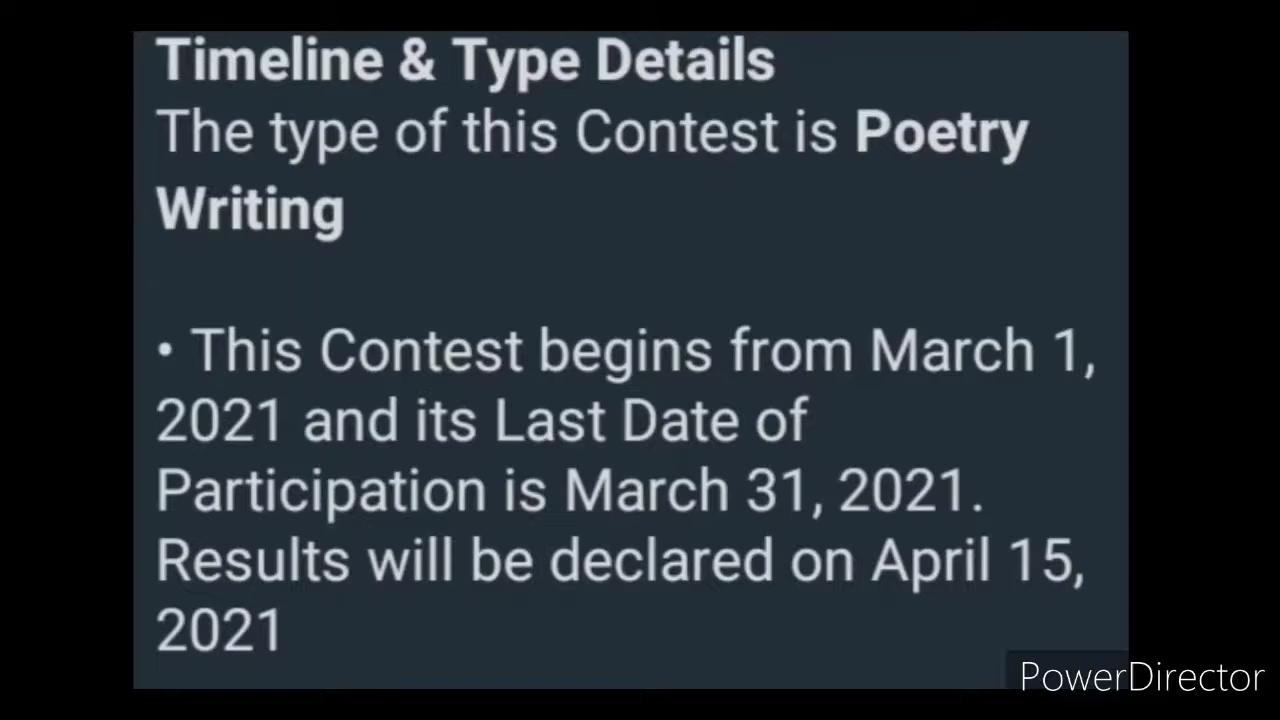 Timeline & Type Details
The type of this Contest is Poetry
Writing
• This Contest begins from March 1,
2021 and its Last Date of
Participation is March 31, 2021.
Results will be declared on April 15,
2021
PowerDirector